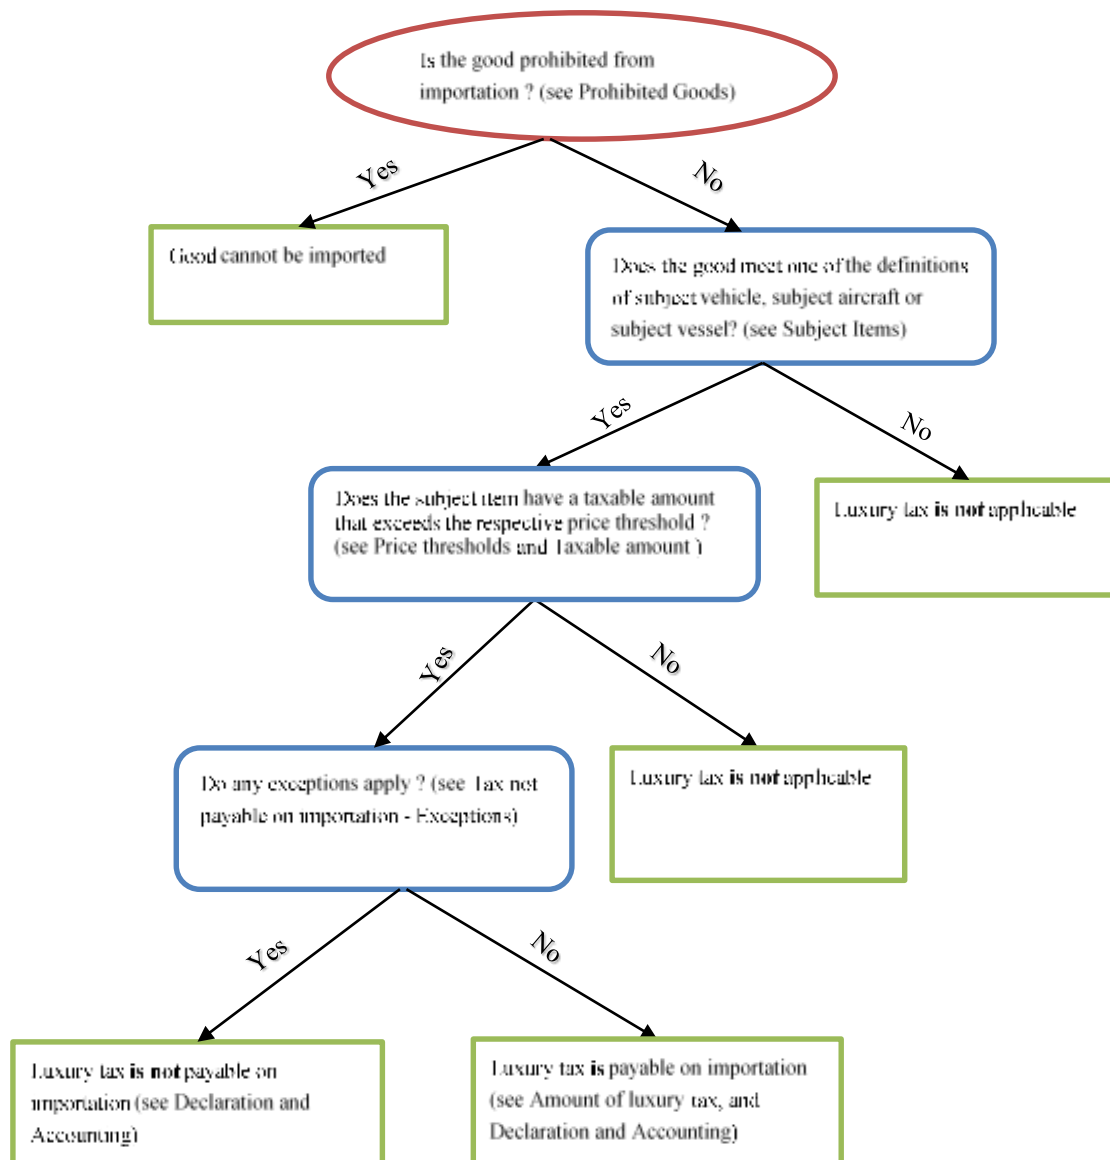 Is the good prohibited from
importation ? (see Prohibited Goods)
Yes
No
Good cannot be imported
Does the good meet one of the definitions
of subject vehicle, subject aircraft or
subject vessel? (see Subject Items)
Yes
No
Does the subject item have a taxable amount
that exceeds the respective price threshold ?
(see Price thresholds and Taxable amount )
Luxury tax is not applicable
Yes
No
Do any exceptions apply ? (see Tax not
payable on importation - Exceptions)
Luxury tax is not applicable
Yes
No
Luxury tax is not payable on
importation (see Declaration and
Accounting)
Luxury tax is payable on importation
(see Amount of luxury tax, and
Declaration and Accounting)